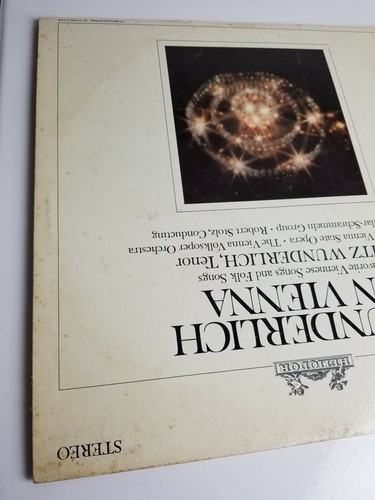 STEREO
HELIODOR
UNDERLICH
N VIENNA
avorite Viennese Songs and Folk Songs
ITZ WUNDERLICH, Tenor
Vienna State Opera · The Vienna Volksoper Orchestra
lar-Schrammeln Group · Robert Stolz, Conducting